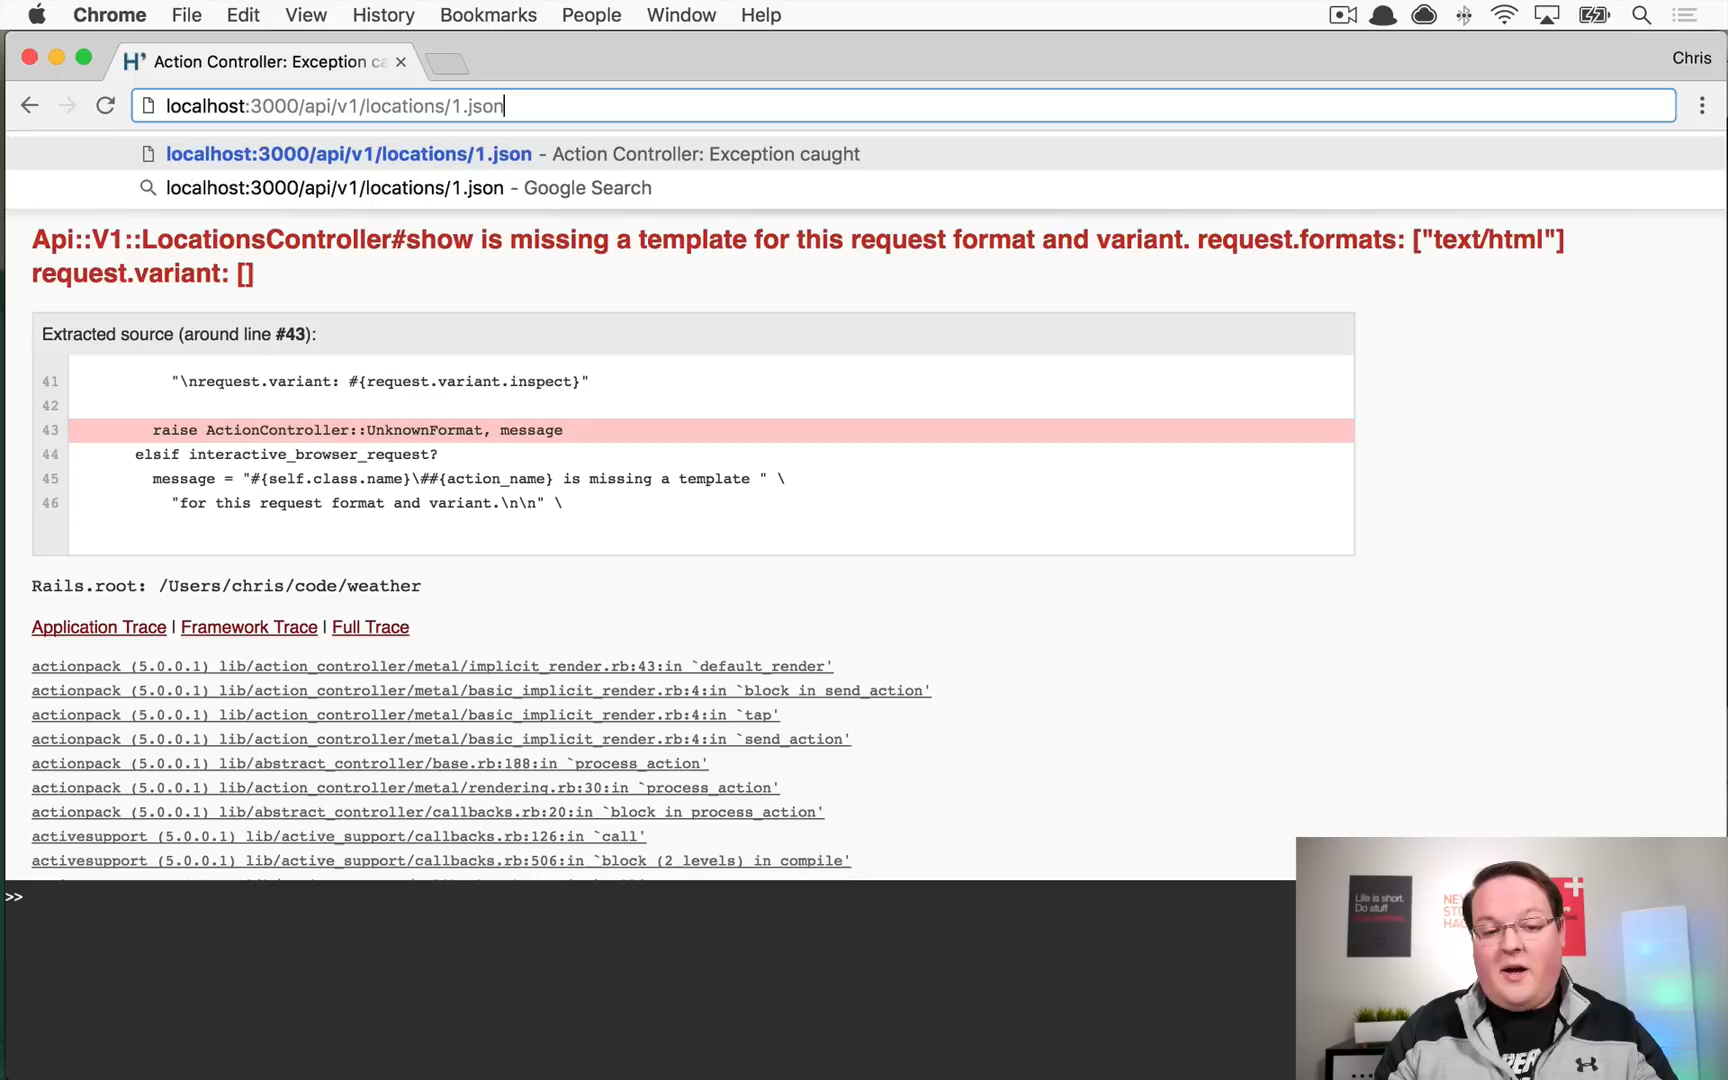 Chrome File Edit View History Bookmarks People Window Help
H' Action Controller: Exception ca
Chris
localhost:3000/api/v1/locations/1.json
localhost:3000/api/v1/locations/1.json - Action Controller: Exception caught
localhost:3000/api/v1/locations/1.json - Google Search
Api::V1::LocationsController#show is missing a template for this request format and variant. request.formats: ["text/html"]
request.variant: []
Extracted source (around line #43):
41 "\nrequest.variant: #{request.variant.inspect}"
42
43 raise ActionController::UnknownFormat, message
44 elsif interactive_browser_request?
45 message = "#{self.class.name}\##{action_name} is missing a template " \
46 "for this request format and variant.\n\n" \
Rails.root: /Users/chris/code/weather
Application Trace | Framework Trace | Full Trace
actionpack (5.0.0.1) lib/action_controller/metal/implicit_render.rb:43:in `default_render'
actionpack (5.0.0.1) lib/action_controller/metal/basic_implicit_render.rb:4:in `block in send_action'
actionpack (5.0.0.1) lib/action_controller/metal/basic_implicit_render.rb:4:in `tap'
actionpack (5.0.0.1) lib/action_controller/metal/basic_implicit_render.rb:4:in `send_action'
actionpack (5.0.0.1) lib/abstract_controller/base.rb:188:in `process_action'
actionpack (5.0.0.1) lib/action_controller/metal/rendering.rb:30:in `process_action'
actionpack (5.0.0.1) lib/abstract_controller/callbacks.rb:20:in `block in process_action'
activesupport (5.0.0.1) lib/active_support/callbacks.rb:126:in `call'
activesupport (5.0.0.1) lib/active_support/callbacks.rb:506:in `block (2 levels) in compile'
>>
Life is short.
Do stuff